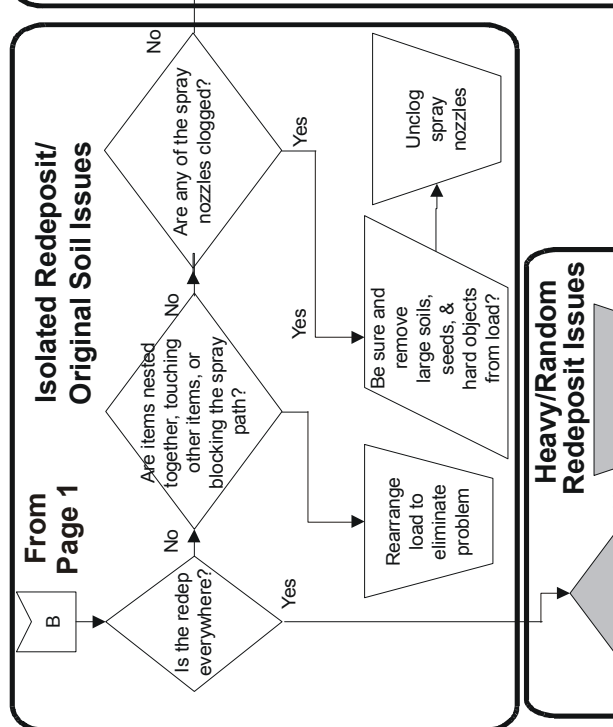 From
Page 1
Isolated Redeposit/
Original Soil Issues
B
Is the redep
everywhere?
No
Yes
Are items nested
together, touching
other items, or
blocking the spray
path?
No
Yes
Rearrange
load to
eliminate
problem
Are any of the spray
nozzles clogged?
No
Yes
Be sure and
remove
large soils,
seeds, &
hard objects
from load?
Unclog
spray
nozzles
Heavy/Random
Redeposit Issues